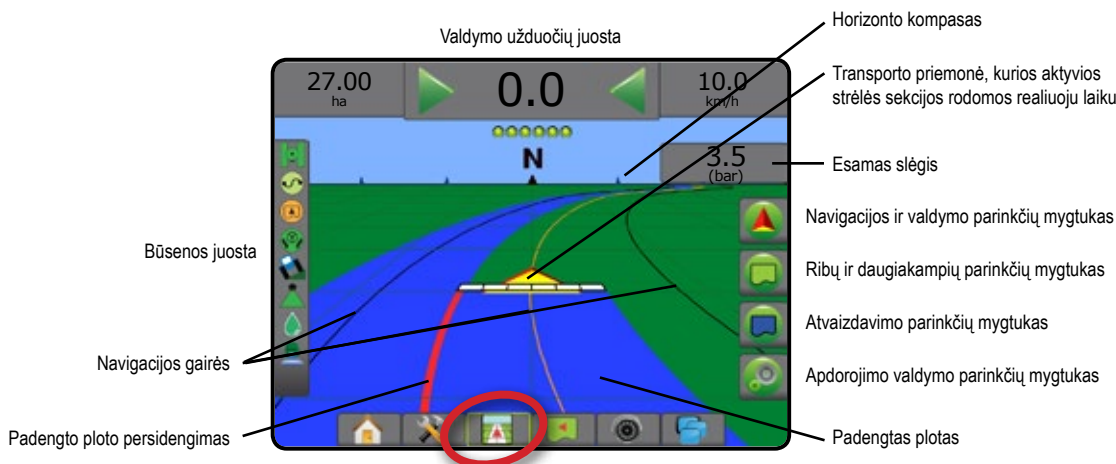 Valdymo užduočių juosta
Horizonto kompasas
Transporto priemonė, kurios aktyvios
strėlės sekcijos rodomos realiuoju laiku
27.00
ha
0.0
10.0
km/h
N
3.5
(bar)
Esamas slėgis
Navigacijos ir valdymo parinkčių mygtukas
Ribų ir daugiakampių parinkčių mygtukas
Atvaizdavimo parinkčių mygtukas
Apdorojimo valdymo parinkčių mygtukas
Padengtas plotas
Būsenos juosta
Navigacijos gairės
Padengto ploto persidengimas